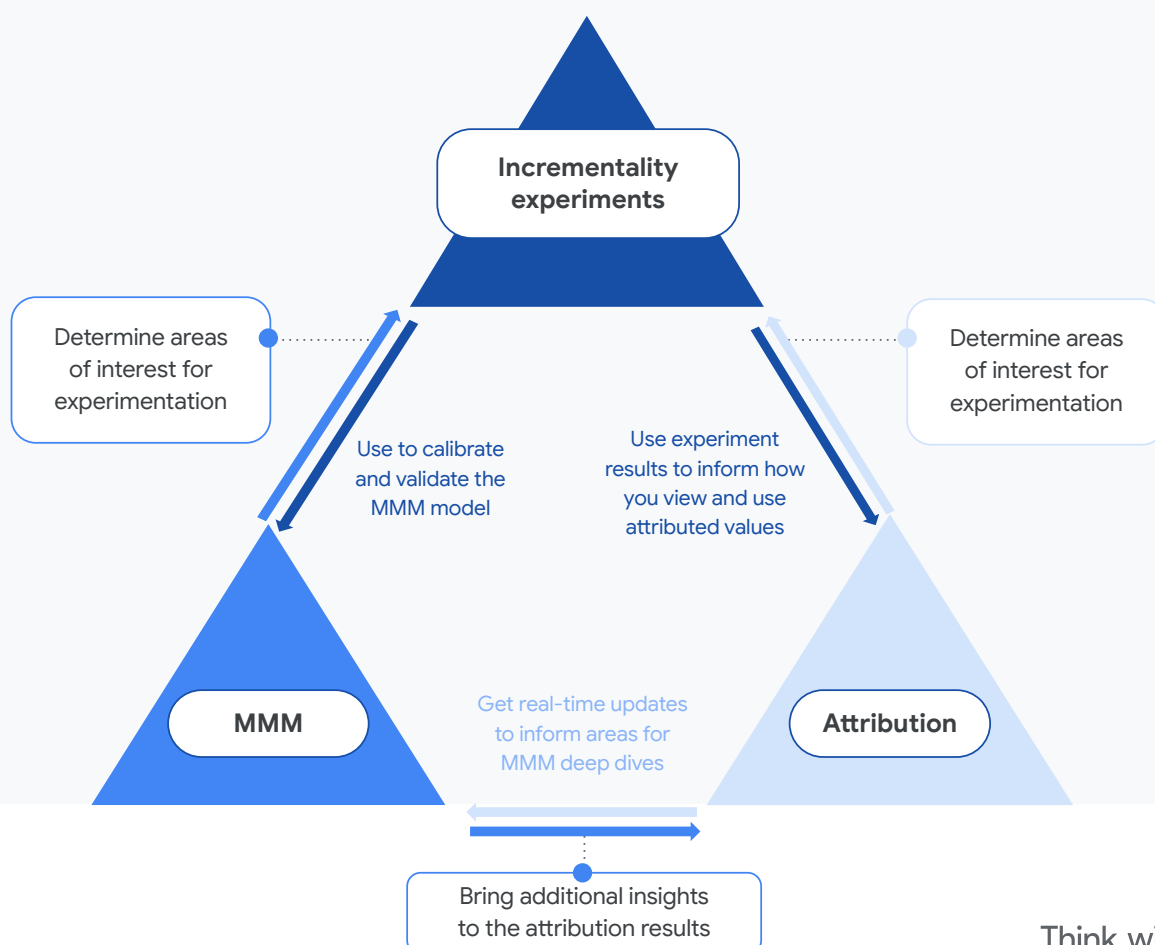 Incrementality
experiments
Determine areas
of interest for
experimentation
Determine areas
of interest for
experimentation
Use to calibrate
and validate the
MMM model
Use experiment
results to inform how
you view and use
attributed values
MMM
Get real-time updates
to inform areas for
MMM deep dives
Attribution
Bring additional insights
to the attribution results
Think